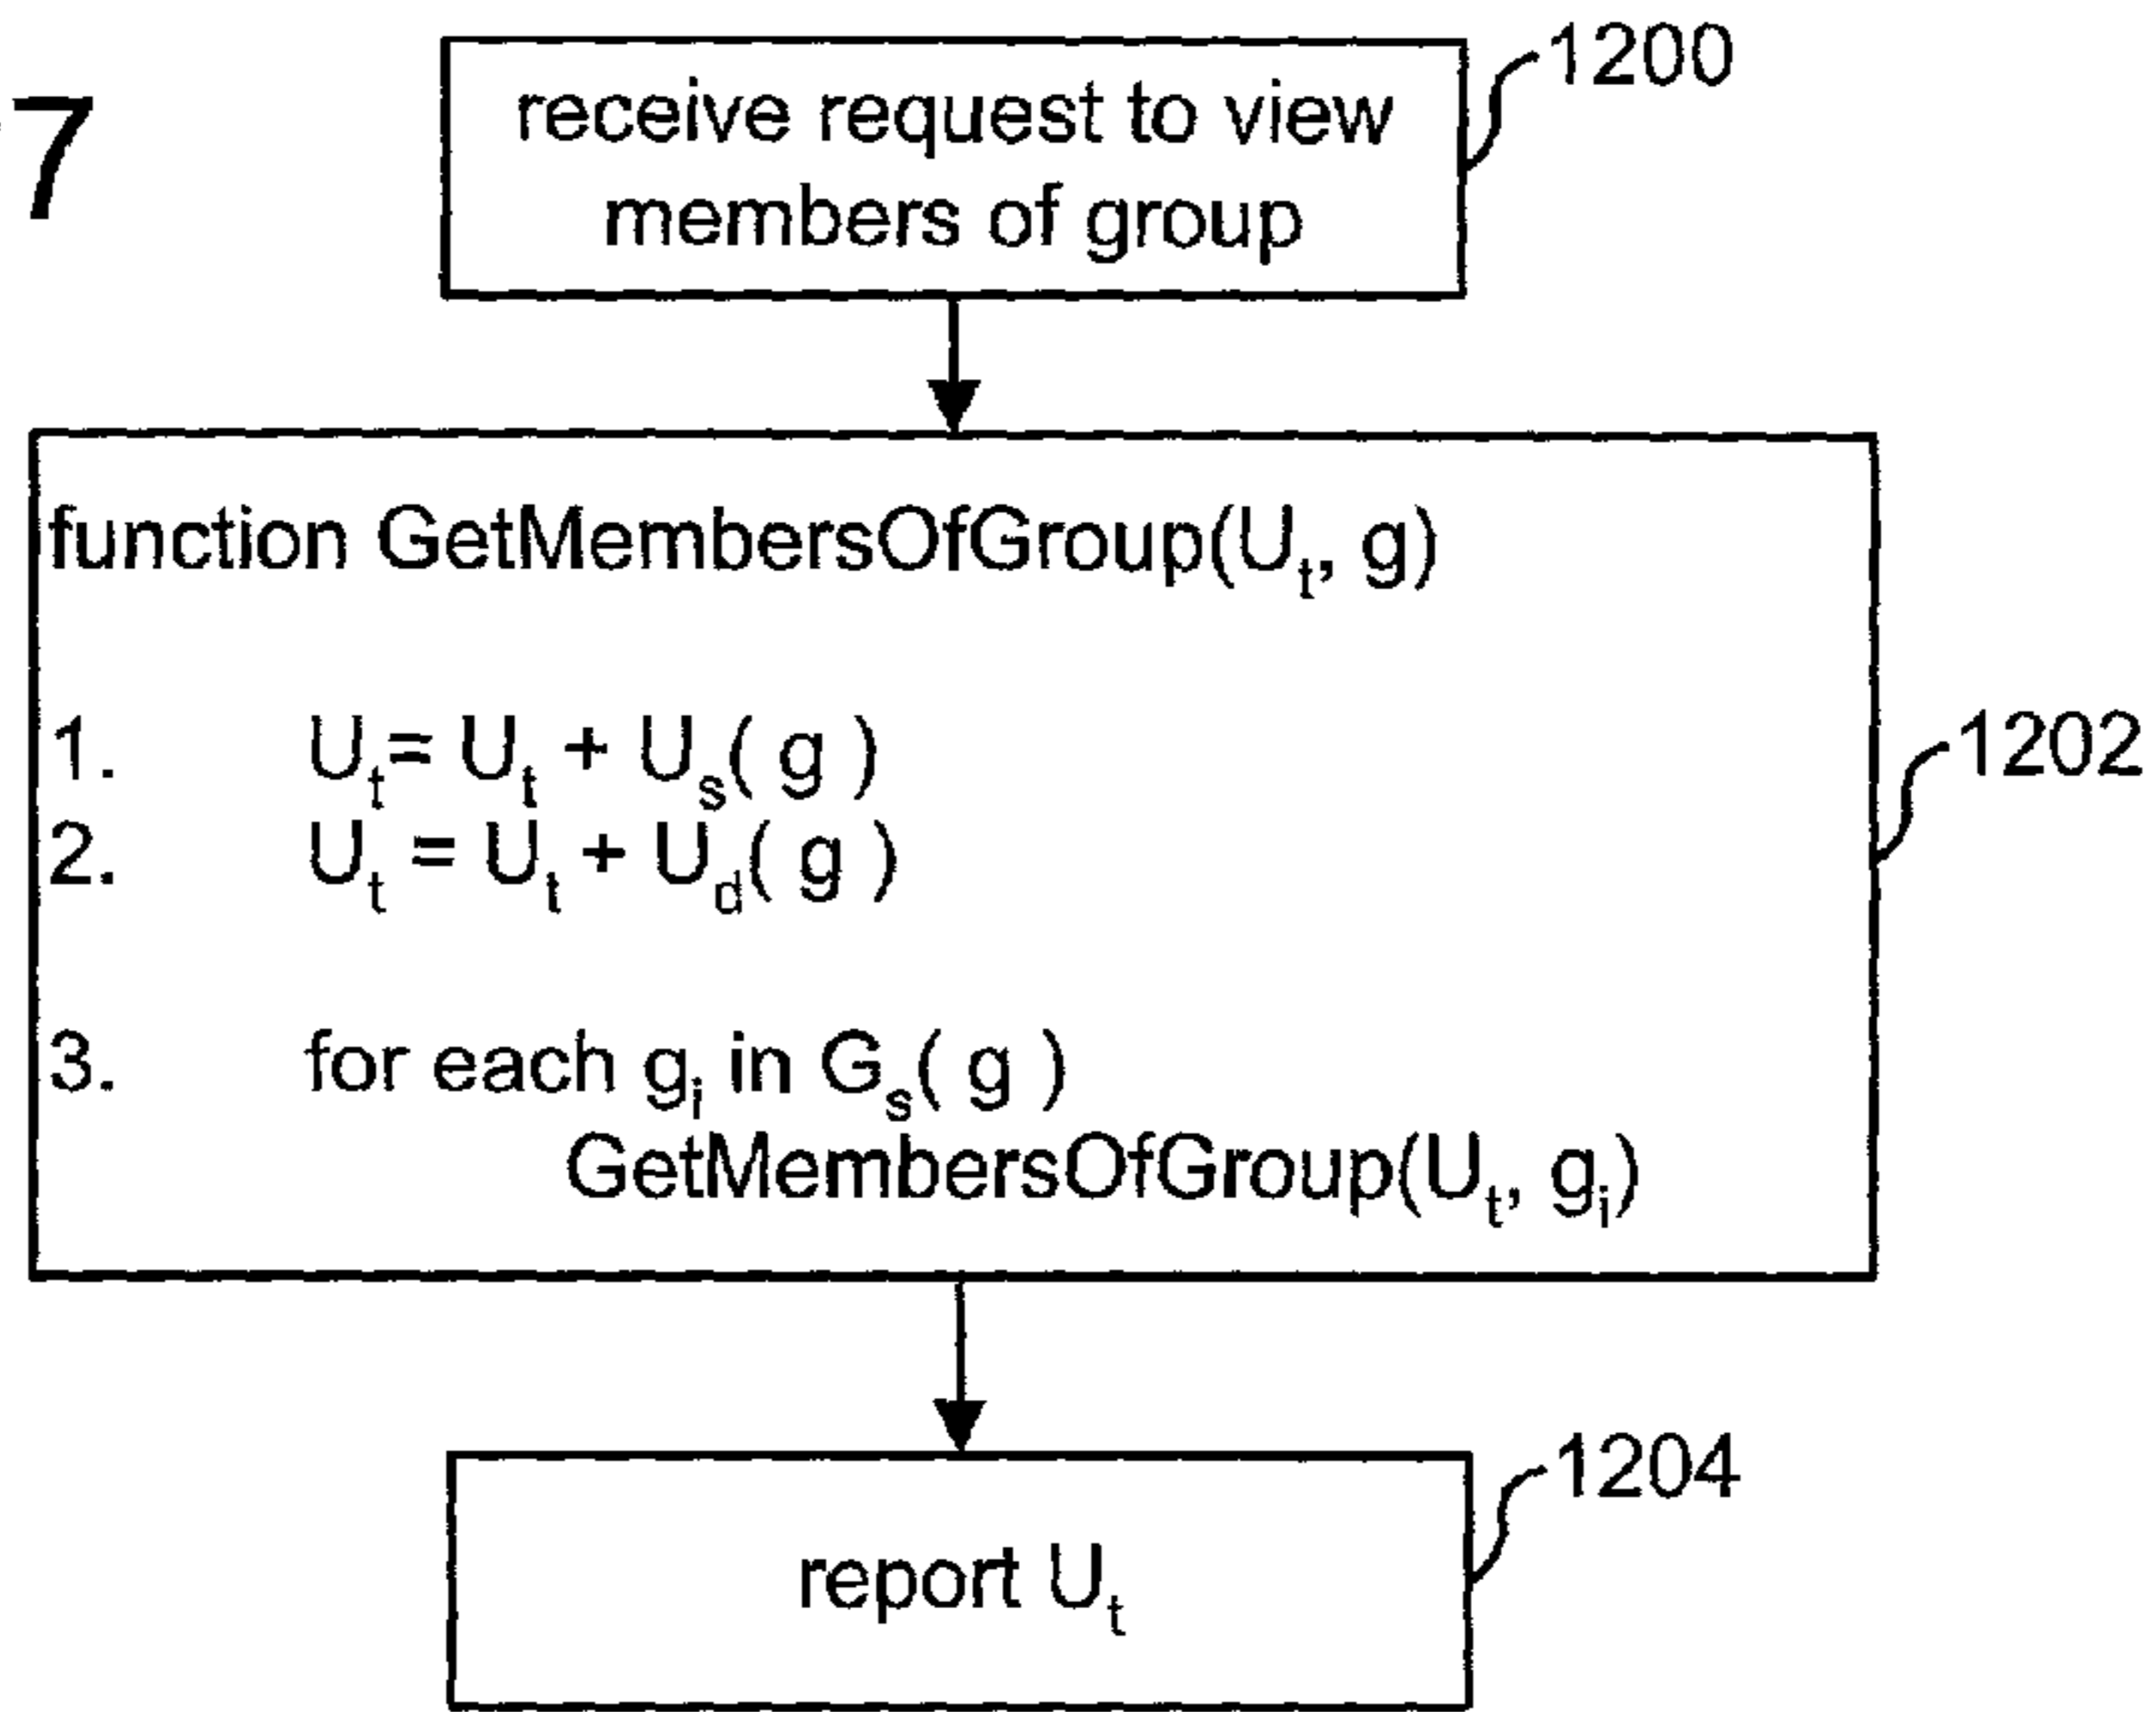 7
receive request to view
members of group
1200
function GetMembersOfGroup(Uₜ, g)
1. Uₜ= Uₜ + Uₛ( g )
2. Uₜ = Uₜ + U_d( g )
3. for each gᵢ in Gₛ( g )
GetMembersOfGroup(Uₜ, gᵢ)
1202
report Uₜ
1204